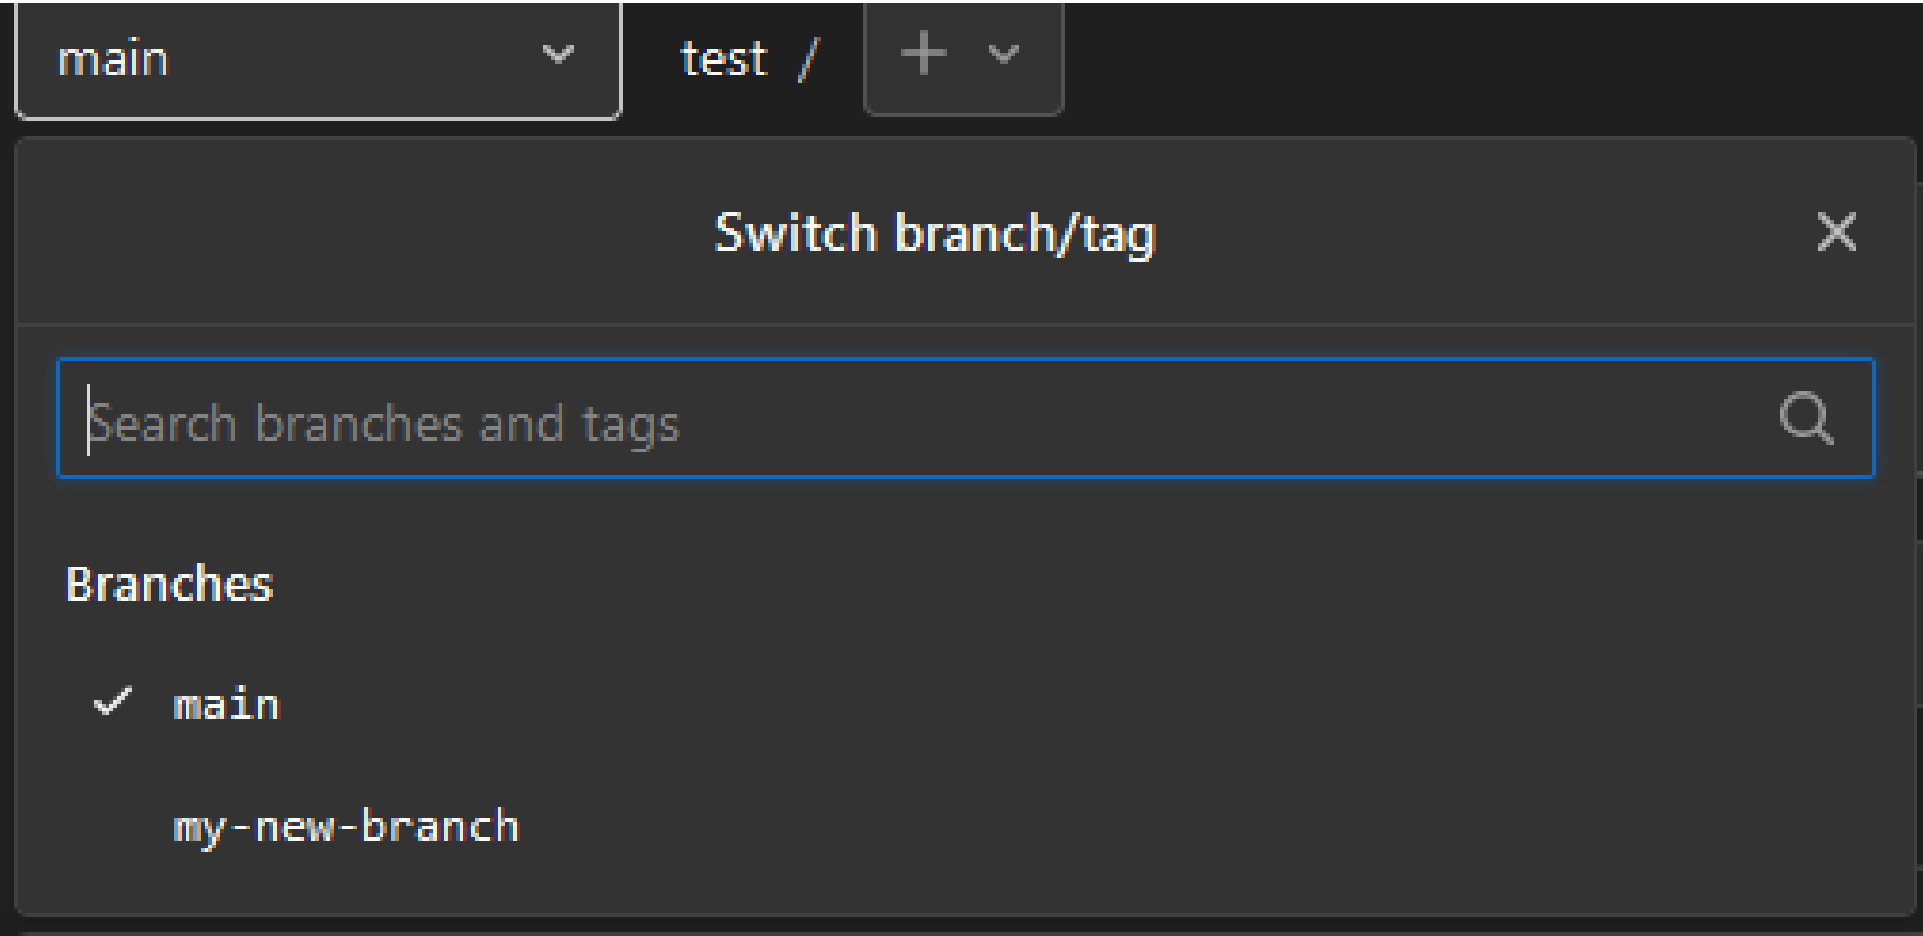 main
test /
Switch branch/tag
Search branches and tags
Branches
main
my-new-branch